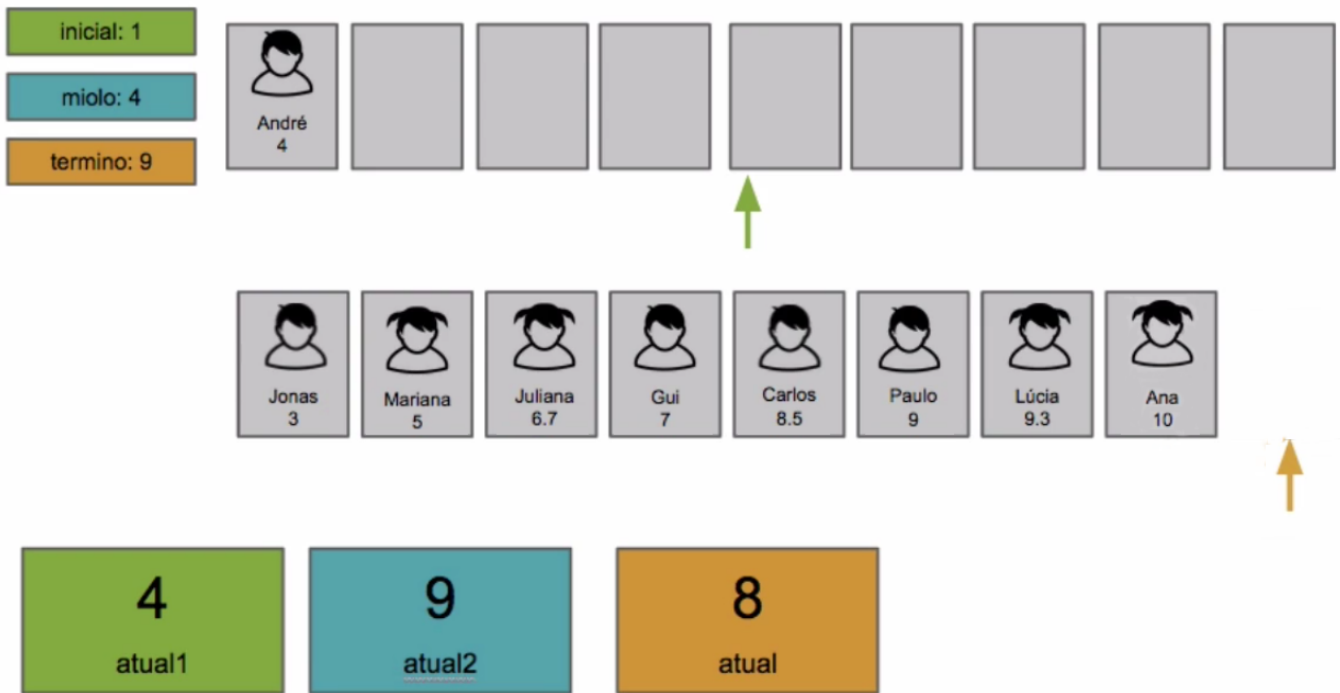 inicial: 1
miolo: 4
termino: 9
André
4
Jonas
3
Mariana
5
Juliana
6.7
Gui
7
Carlos
8.5
Paulo
9
Lúcia
9.3
Ana
10
4
atual1
9
atual2
8
atual